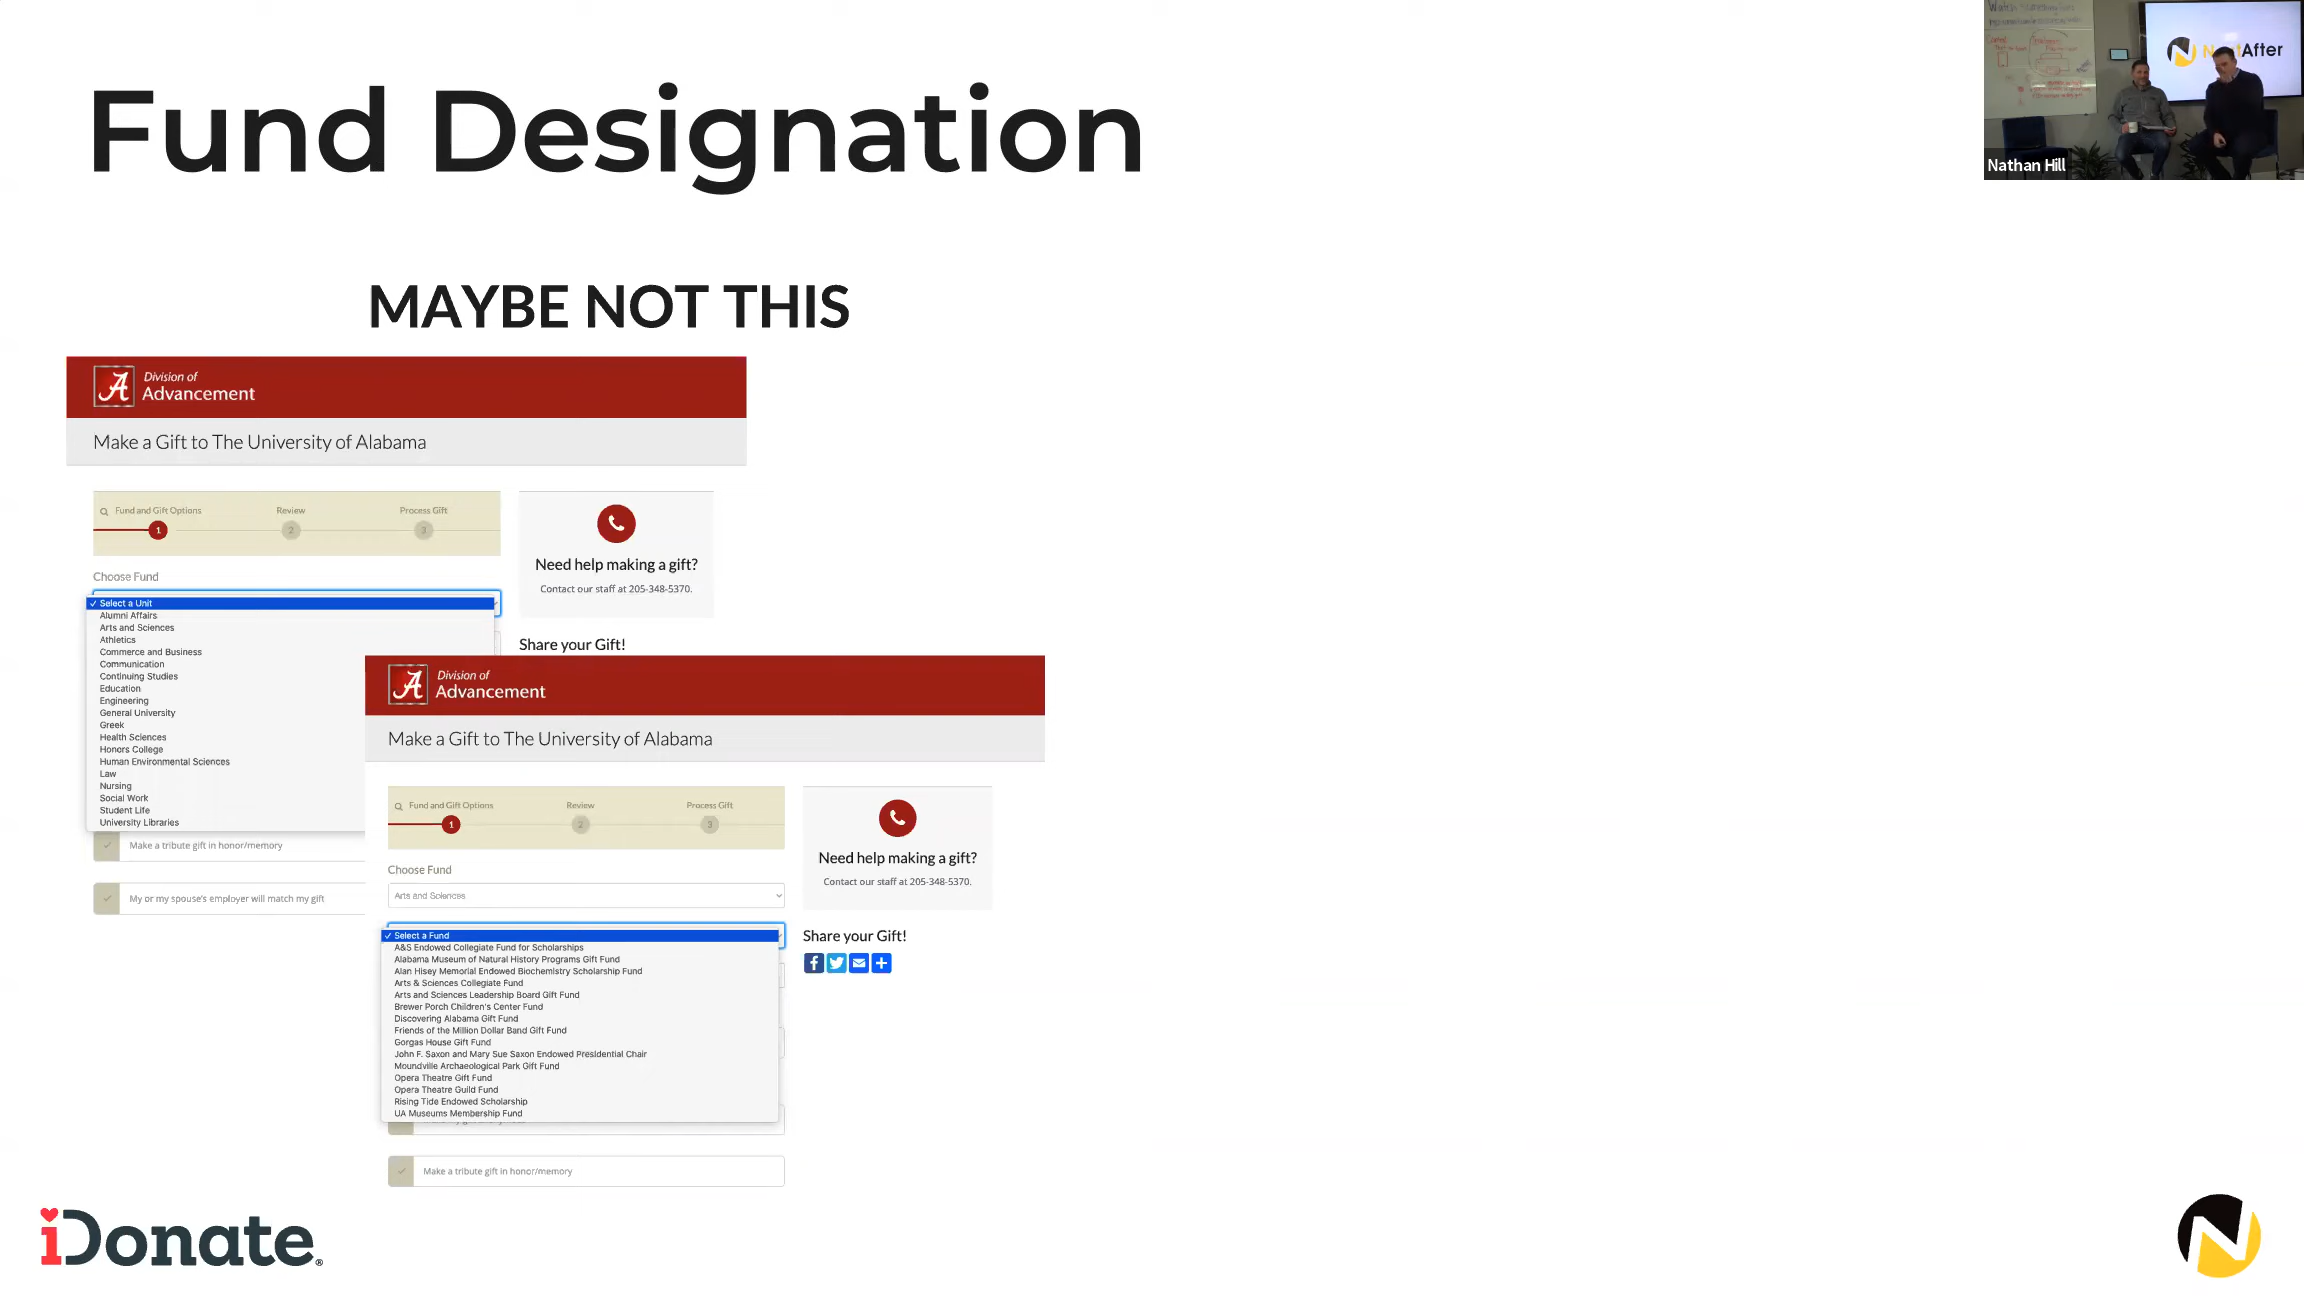 Fund Designation
MAYBE NOT THIS
Division of
Advancement
Make a Gift to The University of Alabama
Fund and Gift Options
Review
Process Gift
1
2
3
Choose Fund
✓ Select a Unit
Alumni Affairs
Arts and Sciences
Athletics
Commerce and Business
Communication
Continuing Studies
Education
Engineering
General University
Greek
Health Sciences
Honors College
Human Environmental Sciences
Law
Nursing
Social Work
Student Life
University Libraries
Make a tribute gift in honor/memory
My or my spouse's employer will match my gift
Need help making a gift?
Contact our staff at 205-348-5370.
Share your Gift!
Division of
Advancement
Make a Gift to The University of Alabama
Fund and Gift Options
Review
Process Gift
1
2
3
Choose Fund
Arts and Sciences
✓ Select a Fund
A&S Endowed Collegiate Fund for Scholarships
Alabama Museum of Natural History Programs Gift Fund
Alan Hisey Memorial Endowed Biochemistry Scholarship Fund
Arts & Sciences Collegiate Fund
Arts and Sciences Leadership Board Gift Fund
Brewer Porch Children's Center Fund
Discovering Alabama Gift Fund
Friends of the Million Dollar Band Gift Fund
Gorgas House Gift Fund
John F. Saxon and Mary Sue Saxon Endowed Presidential Chair
Moundville Archaeological Park Gift Fund
Opera Theatre Gift Fund
Opera Theatre Guild Fund
Rising Tide Endowed Scholarship
UA Museums Membership Fund
Make a tribute gift in honor/memory
Need help making a gift?
Contact our staff at 205-348-5370.
Share your Gift!
iDonate®
N
After
Nathan Hill